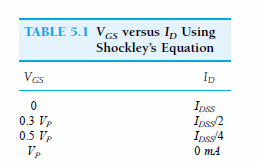 TABLE 5.1 VGS versus ID Using
Shockley's Equation
VGS ID
0 IDSS
0.3 VP IDSS/2
0.5 VP IDSS/4
VP 0 mA